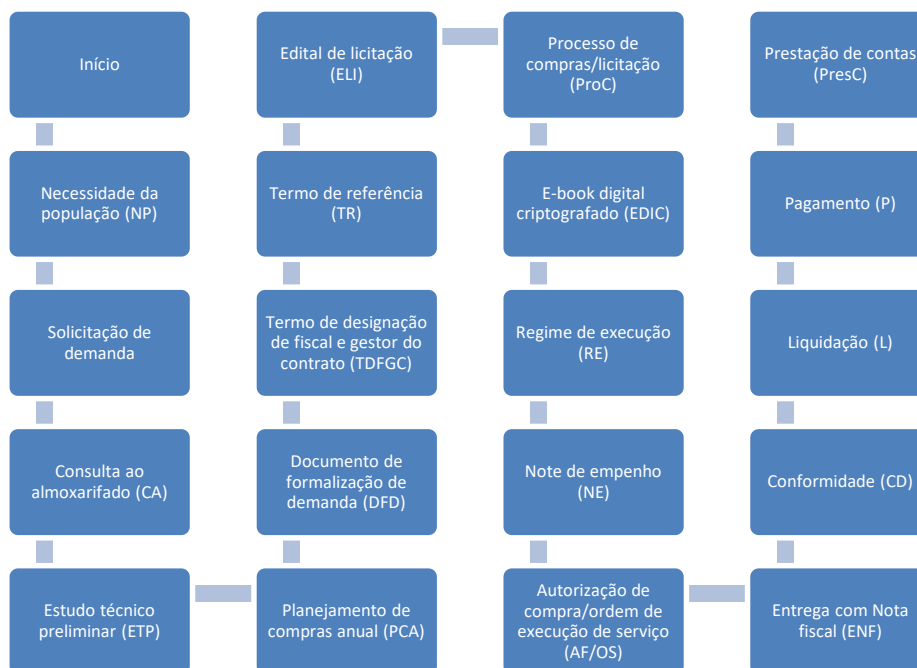 Início
Necessidade da
população (NP)
Solicitação de
demanda
Consulta ao
almoxarifado (CA)
Estudo técnico
preliminar (ETP)
Planejamento de
compras anual (PCA)
Documento de
formalização de
demanda (DFD)
Termo de designação
de fiscal e gestor do
contrato (TDFGC)
Termo de referência
(TR)
Edital de licitação
(ELI)
Processo de
compras/licitação
(ProC)
E-book digital
criptografado (EDIC)
Regime de execução
(RE)
Note de empenho
(NE)
Autorização de
compra/ordem de
execução de serviço
(AF/OS)
Entrega com Nota
fiscal (ENF)
Conformidade (CD)
Liquidação (L)
Pagamento (P)
Prestação de contas
(PresC)